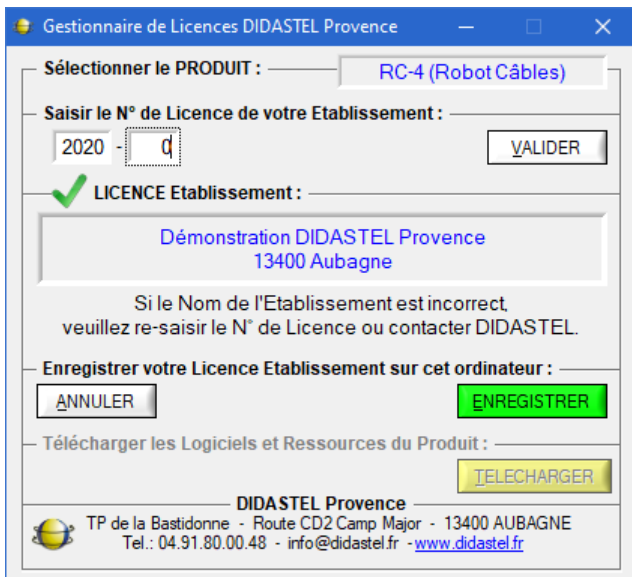 Gestionnaire de Licences DIDASTEL Provence
Sélectionner le PRODUIT :
RC-4 (Robot Câbles)
Saisir le N° de Licence de votre Etablissement :
2020 - 0
VALIDER
LICENCE Etablissement :
Démonstration DIDASTEL Provence
13400 Aubagne
Si le Nom de l'Etablissement est incorrect,
veuillez re-saisir le N° de Licence ou contacter DIDASTEL.
Enregistrer votre Licence Etablissement sur cet ordinateur :
ANNULER
ENREGISTRER
Télécharger les Logiciels et Ressources du Produit :
TELECHARGER
DIDASTEL Provence
TP de la Bastidonne - Route CD2 Camp Major - 13400 AUBAGNE
Tel.: 04.91.80.00.48 - info@didastel.fr - www.didastel.fr